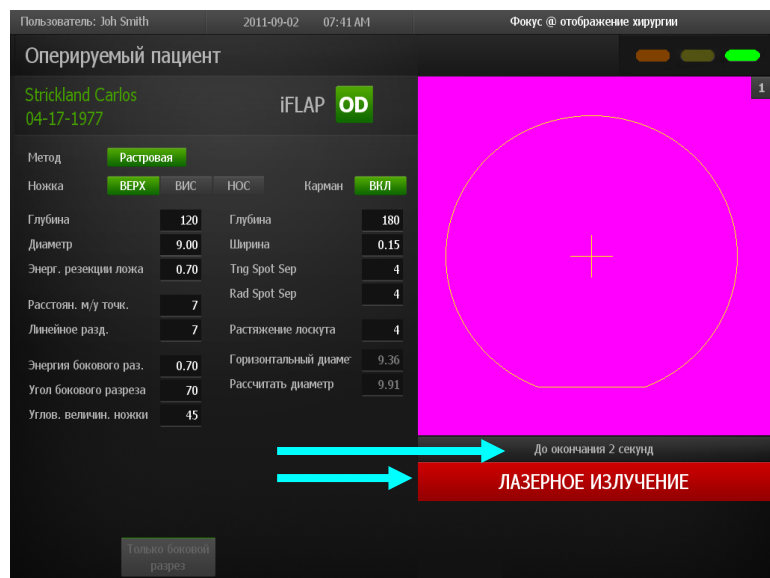 Пользователь: Joh Smith 2011-09-02 07:41 AM Фокус @ отображение хирургии
Оперируемый пациент
Strickland Carlos
04-17-1977
iFLAP OD
1
Метод Растровая
Ножка ВЕРХ ВИС НОС Карман ВКЛ
Глубина 120 Глубина 180
Диаметр 9.00 Ширина 0.15
Энерг. резекции ложа 0.70 Tng Spot Sep 4
Rad Spot Sep 4
Расстоян. м/у точк. 7
Линейное разд. 7 Растяжение лоскута 4
Энергия бокового раз. 0.70 Горизонтальный диаме 9.36
Угол бокового разреза 70 Рассчитать диаметр 9.91
Углов. величин. ножки 45
До окончания 2 секунд
ЛАЗЕРНОЕ ИЗЛУЧЕНИЕ
Только боковой
разрез